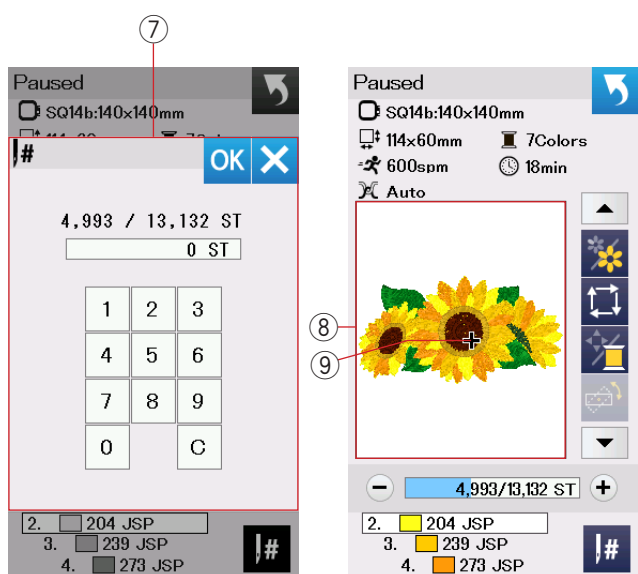 ⑦
Paused
SQ14b:140x140mm
#
OK
4,993 / 13,132 ST
0 ST
1 2 3
4 5 6
7 8 9
0 C
2. 204 JSP
3. 239 JSP
4. 273 JSP
#
Paused
SQ14b:140x140mm
114x60mm 7Colors
600spm 18min
Auto
⑧
⑨
4,993/13,132 ST
2. 204 JSP
3. 239 JSP
4. 273 JSP
#